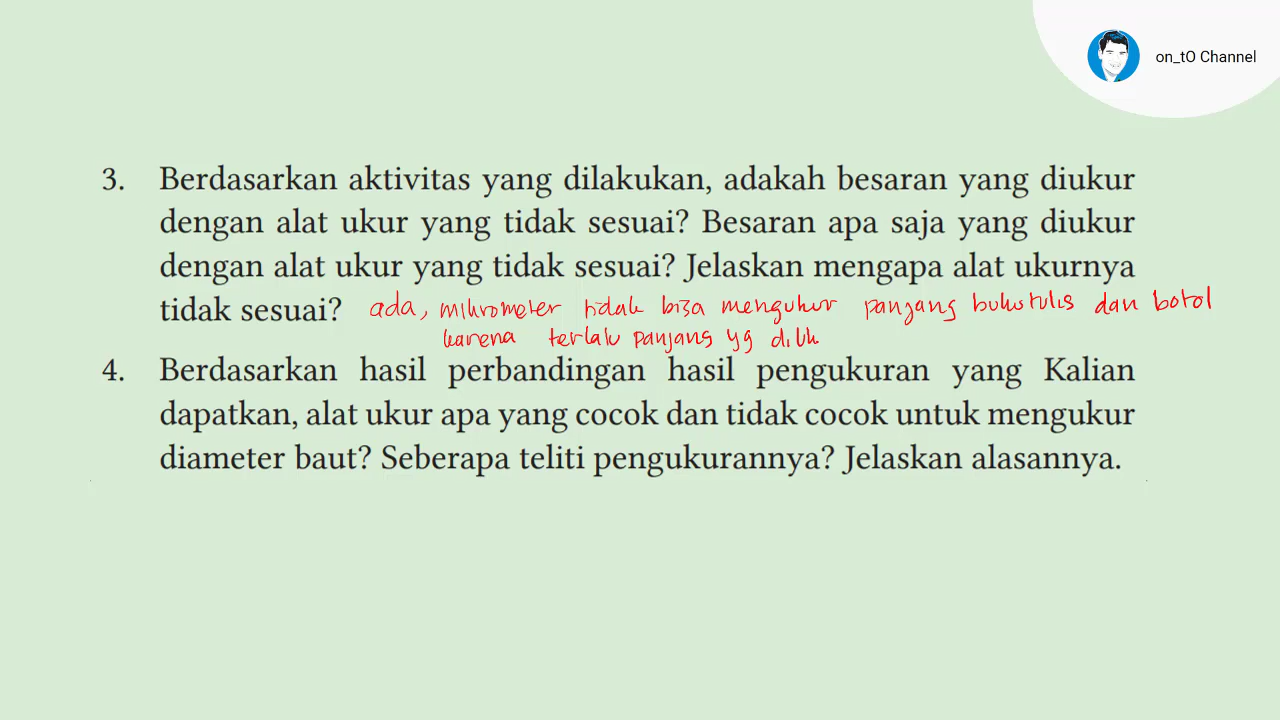 on_tO Channel
3. Berdasarkan aktivitas yang dilakukan, adakah besaran yang diukur
dengan alat ukur yang tidak sesuai? Besaran apa saja yang diukur
dengan alat ukur yang tidak sesuai? Jelaskan mengapa alat ukurnya
tidak sesuai? ada, mikrometer tidak bisa mengukur panjang buku tulis dan botol
karena terlalu panjang yg diuk
4. Berdasarkan hasil perbandingan hasil pengukuran yang Kalian
dapatkan, alat ukur apa yang cocok dan tidak cocok untuk mengukur
diameter baut? Seberapa teliti pengukurannya? Jelaskan alasannya.